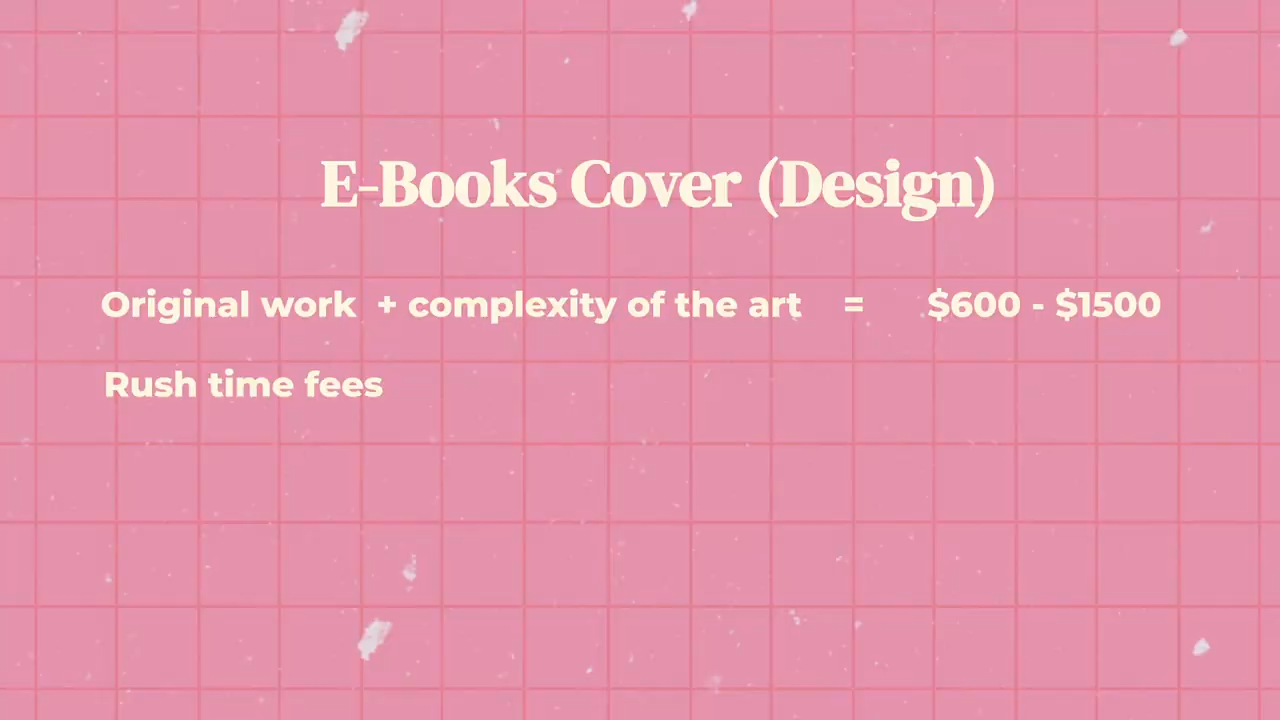 E-Books Cover (Design)
Original work + complexity of the art = $600 - $1500
Rush time fees